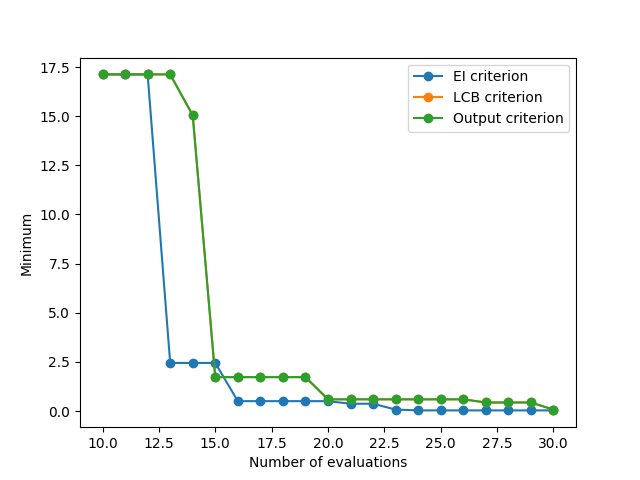 17.5
15.0
12.5
10.0
7.5
5.0
2.5
0.0
Minimum
EI criterion
LCB criterion
Output criterion
10.0 12.5 15.0 17.5 20.0 22.5 25.0 27.5 30.0
Number of evaluations